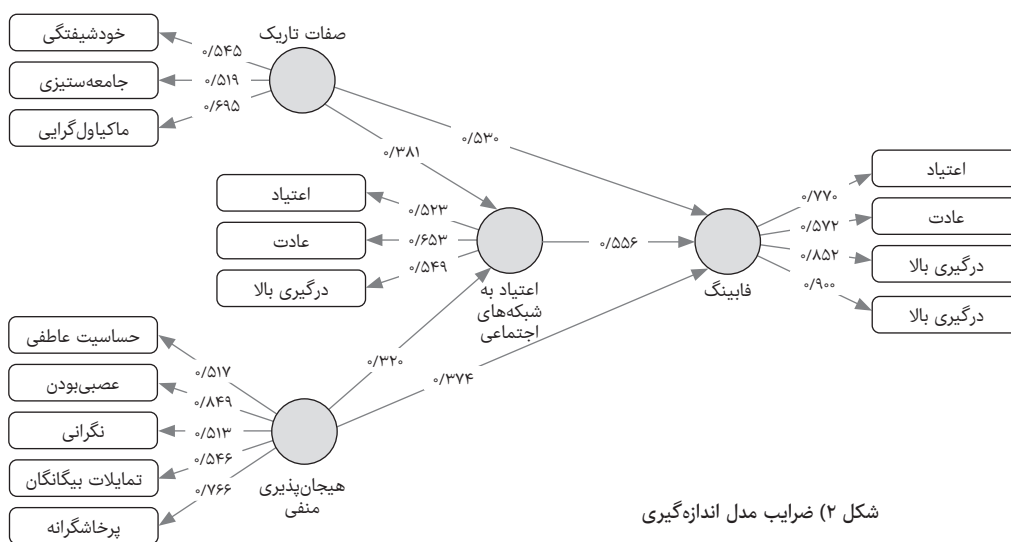 صفات تاریک
خودشیفتگی
۰/۵۴۵
جامعه‌ستیزی
۰/۵۱۹
ماکیاول‌گرایی
۰/۶۹۵
۰/۵۳۰
۰/۳۸۱
اعتیاد
۰/۵۲۳
عادت
۰/۶۵۳
درگیری بالا
۰/۵۴۹
اعتیاد به
شبکه‌های
اجتماعی
۰/۵۵۶
فابینگ
اعتیاد
۰/۷۷۰
عادت
۰/۵۷۲
درگیری بالا
۰/۸۵۲
درگیری بالا
۰/۹۰۰
۰/۳۲۰
۰/۳۷۴
حساسیت عاطفی
۰/۵۱۷
عصبی‌بودن
۰/۸۴۹
نگرانی
۰/۵۱۳
تمایلات بیگانگان
۰/۵۴۶
پرخاشگرانه
۰/۷۶۶
هیجان‌پذیری
منفی
شکل ۲) ضرایب مدل اندازه‌گیری